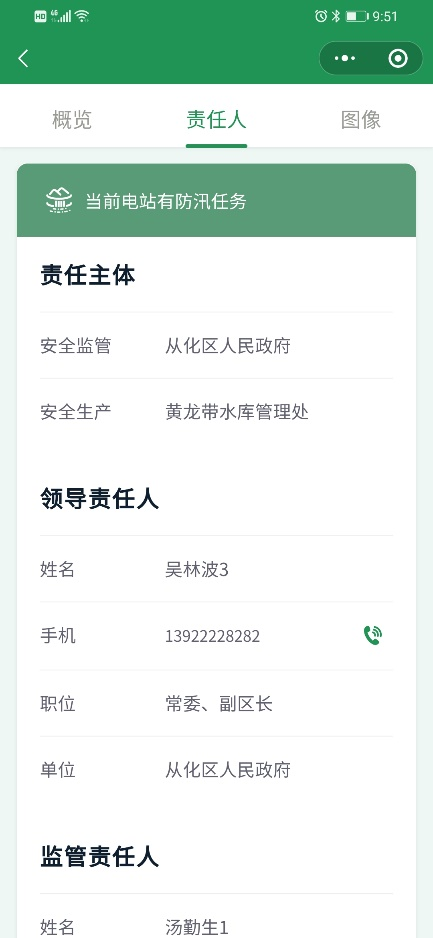 HD 4G 9:51
概览 责任人 图像
当前电站有防汛任务
责任主体
安全监管 从化区人民政府
安全生产 黄龙带水库管理处
领导责任人
姓名 吴林波3
手机 13922228282
职位 常委、副区长
单位 从化区人民政府
监管责任人
姓名 汤勤生1